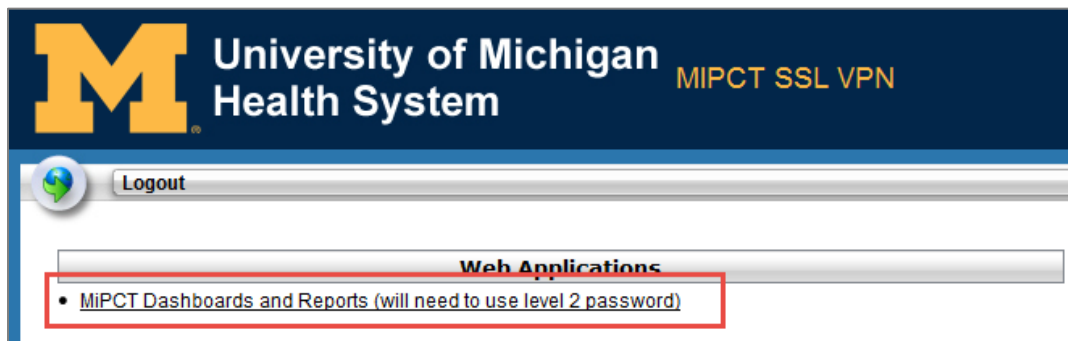 M®
University of Michigan
Health System
MIPCT SSL VPN
Logout
Web Applications
• MiPCT Dashboards and Reports (will need to use level 2 password)